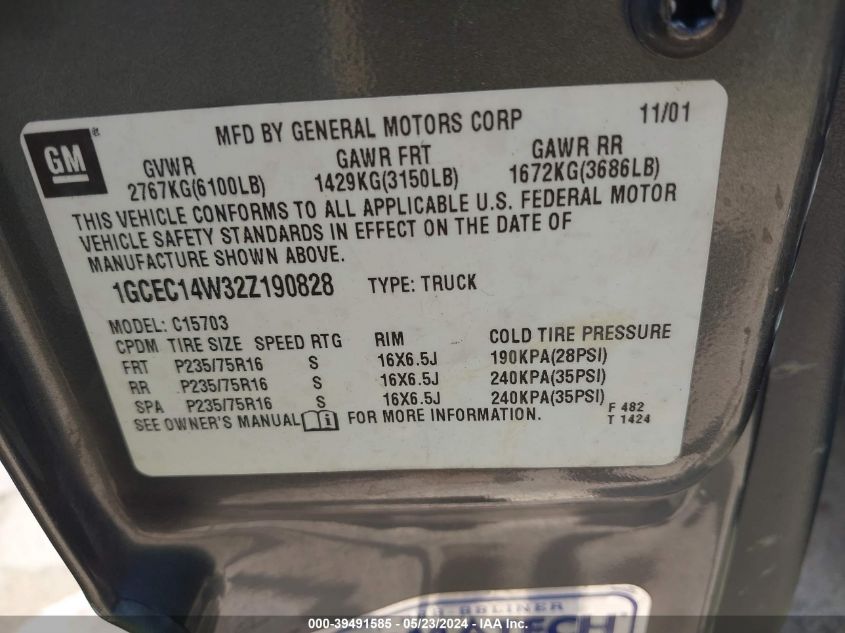 GM
MFD BY GENERAL MOTORS CORP 11/01
GVWR GAWR FRT GAWR RR
2767KG(6100LB) 1429KG(3150LB) 1672KG(3686LB)
THIS VEHICLE CONFORMS TO ALL APPLICABLE U.S. FEDERAL MOTOR
VEHICLE SAFETY STANDARDS IN EFFECT ON THE DATE OF
MANUFACTURE SHOWN ABOVE.
1GCEC14W32Z190828 TYPE: TRUCK
MODEL: C15703
CPDM TIRE SIZE SPEED RTG RIM COLD TIRE PRESSURE
FRT P235/75R16 S 16X6.5J 190KPA(28PSI)
RR P235/75R16 S 16X6.5J 240KPA(35PSI)
SPA P235/75R16 S 16X6.5J 240KPA(35PSI)
SEE OWNER'S MANUAL FOR MORE INFORMATION.
F 482
T 1424
000-39491585 - 05/23/2024 - IAA Inc.